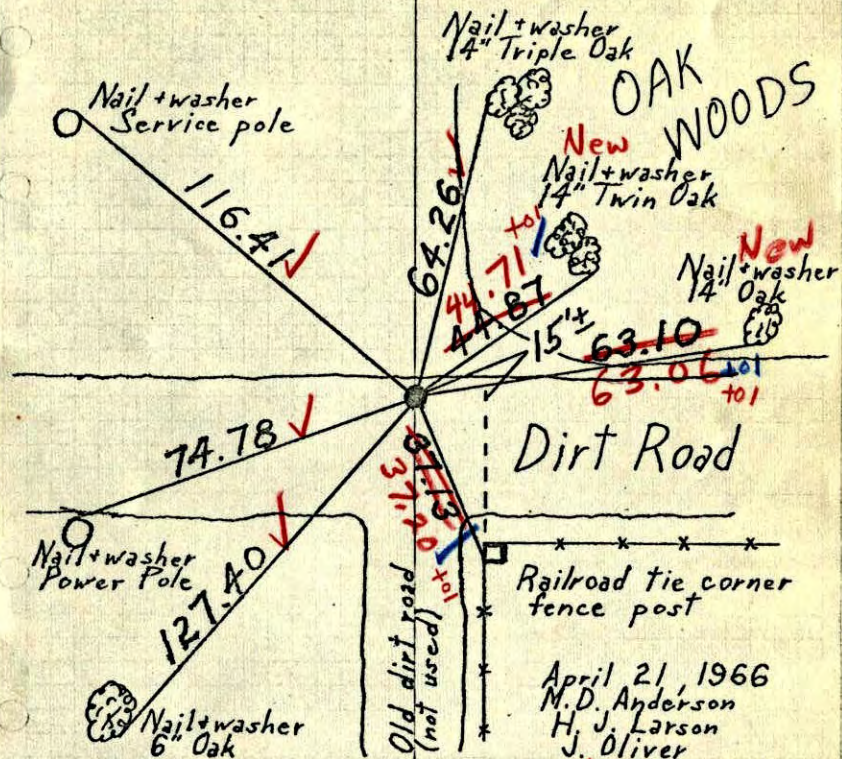 Nail + washer
14" Triple Oak
OAK
WOODS
Nail + washer
Service pole
New
Nail + washer
14" Twin Oak
New
Nail + washer
14" Oak
116.41 ✓
64.26 ✓
44.71 +01
44.87
15'±
63.10
63.06 +01
+01
74.78 ✓
37.13
37.20
+01
Dirt Road
Nail + washer
Power Pole
127.40 ✓
Railroad tie corner
fence post
Old dirt road
(not used)
Nail + washer
6" Oak
April 21, 1966
N. D. Anderson
H. J. Larson
J. Oliver